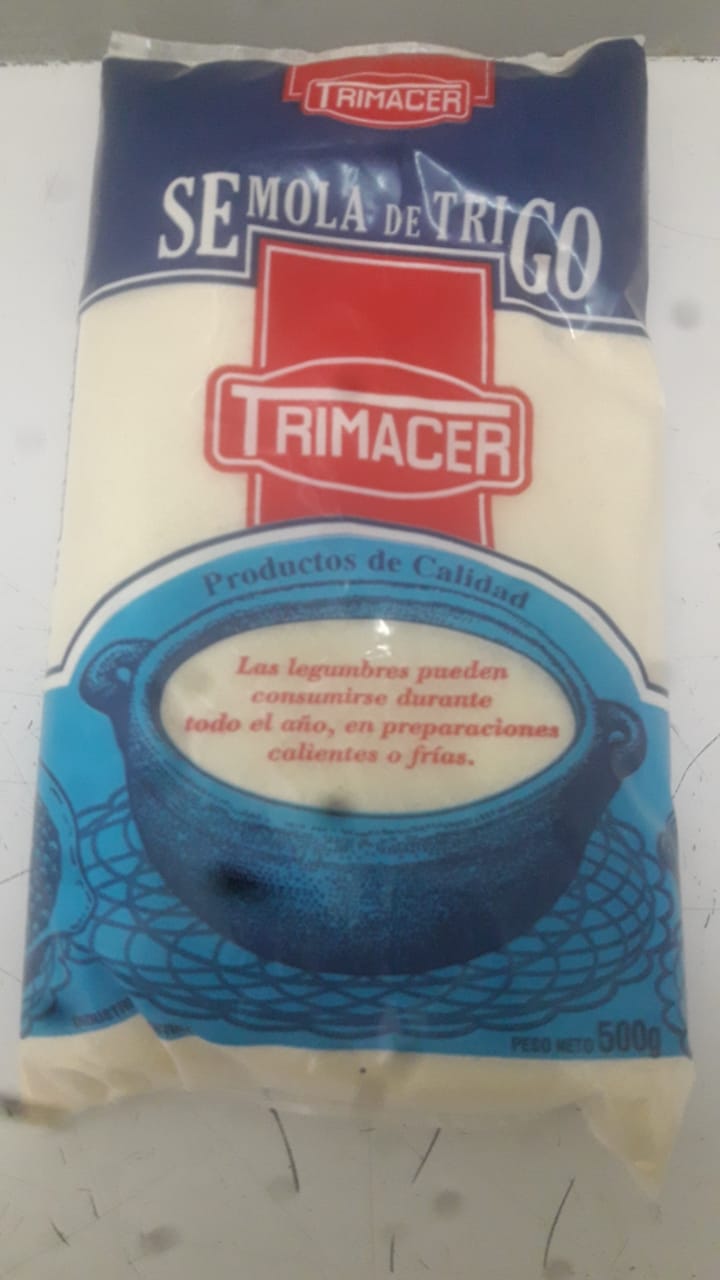 TRIMACER
SEMOLA DE TRIGO
TRIMACER
Productos de Calidad
Las legumbres pueden
consumirse durante
todo el año, en preparaciones
calientes o frías.
PESO NETO 500g